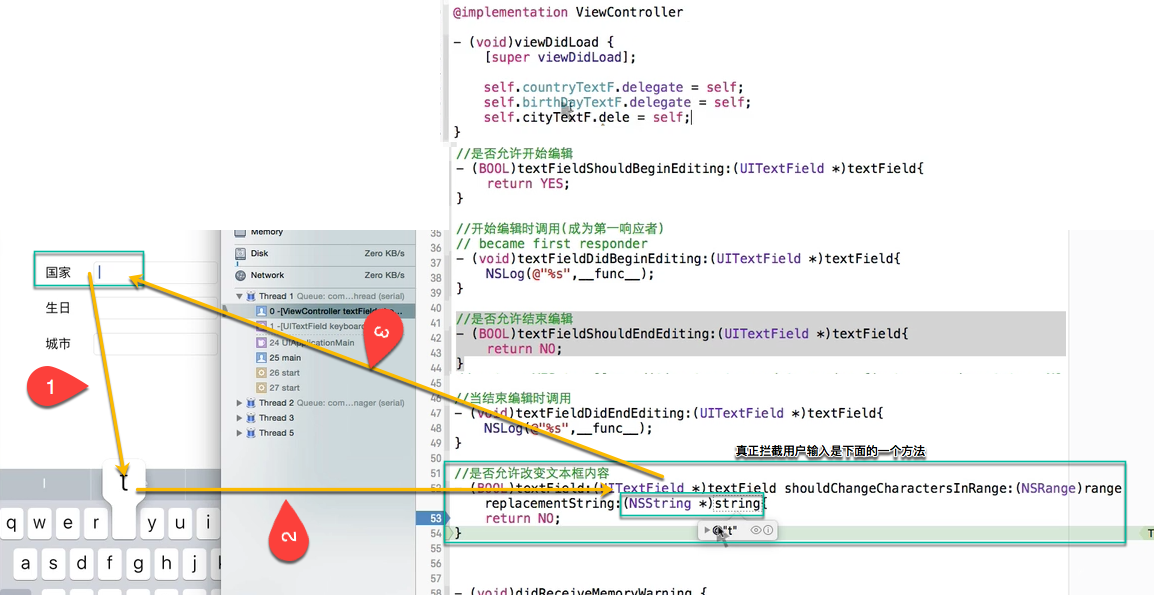 @implementation ViewController
- (void)viewDidLoad {
[super viewDidLoad];
self.countryTextF.delegate = self;
self.birthDayTextF.delegate = self;
self.cityTextF.dele = self;
}
//是否允许开始编辑
- (BOOL)textFieldShouldBeginEditing:(UITextField *)textField{
return YES;
}
//开始编辑时调用(成为第一响应者)
// became first responder
- (void)textFieldDidBeginEditing:(UITextField *)textField{
NSLog(@"%s",__func__);
}
//是否允许结束编辑
- (BOOL)textFieldShouldEndEditing:(UITextField *)textField{
return NO;
}
//当结束编辑时调用
- (void)textFieldDidEndEditing:(UITextField *)textField{
NSLog(@"%s",__func__);
}
真正拦截用户输入是下面的一个方法
//是否允许改变文本框内容
(BOOL)textField:(UITextField *)textField shouldChangeCharactersInRange:(NSRange)range
replacementString:(NSString *)string{
return NO;
}
@"t"
- (void)didReceiveMemoryWarning {
35
36
37
38
39
40
41
42
43
44
45
46
47
48
49
50
51
53
54
55
56
57
58
Memory
Disk Zero KB/s
Network Zero KB/s
Thread 1 Queue: com...hread (serial)
0 -[ViewController textField
1 -[UITextField keyboard
24 UIApplicationMain
25 main
26 start
27 start
Thread 2 Queue: com...nager (serial)
Thread 3
Thread 5
国家
生日
城市
1
2
3
I
t
q w e r y u i
a s d f g h j